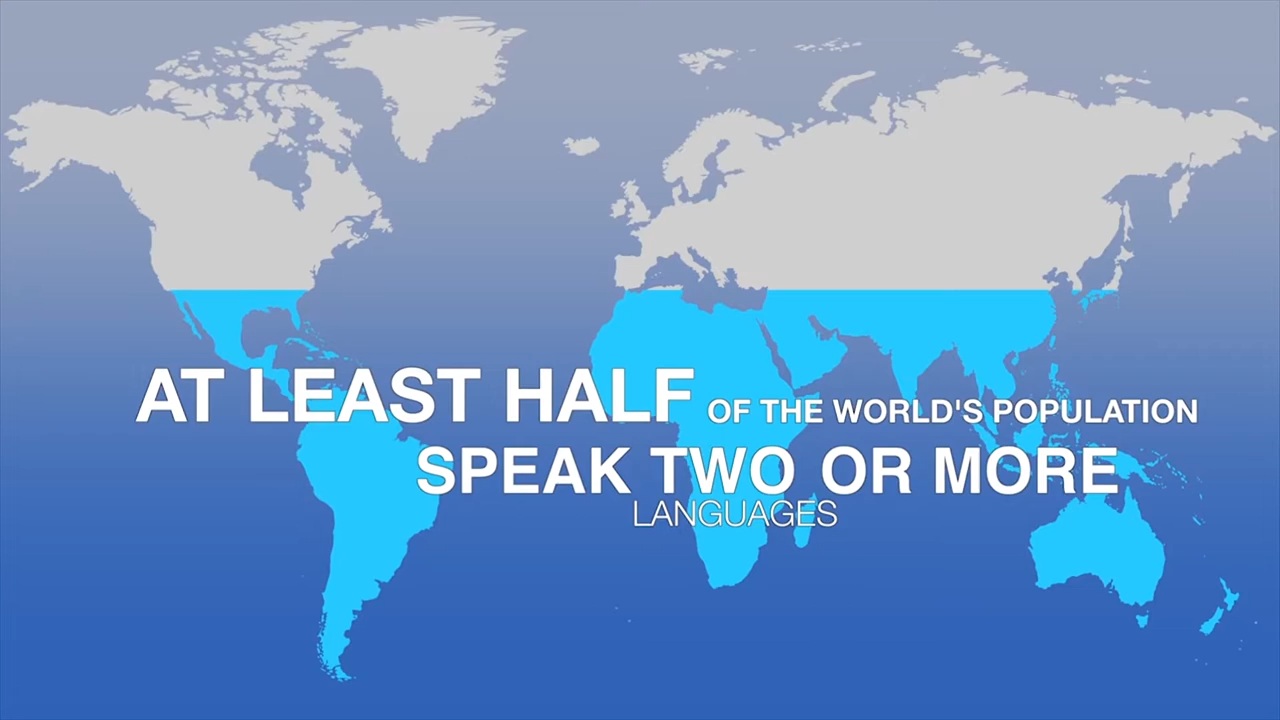 AT LEAST HALF OF THE WORLD'S POPULATION
SPEAK TWO OR MORE
LANGUAGES